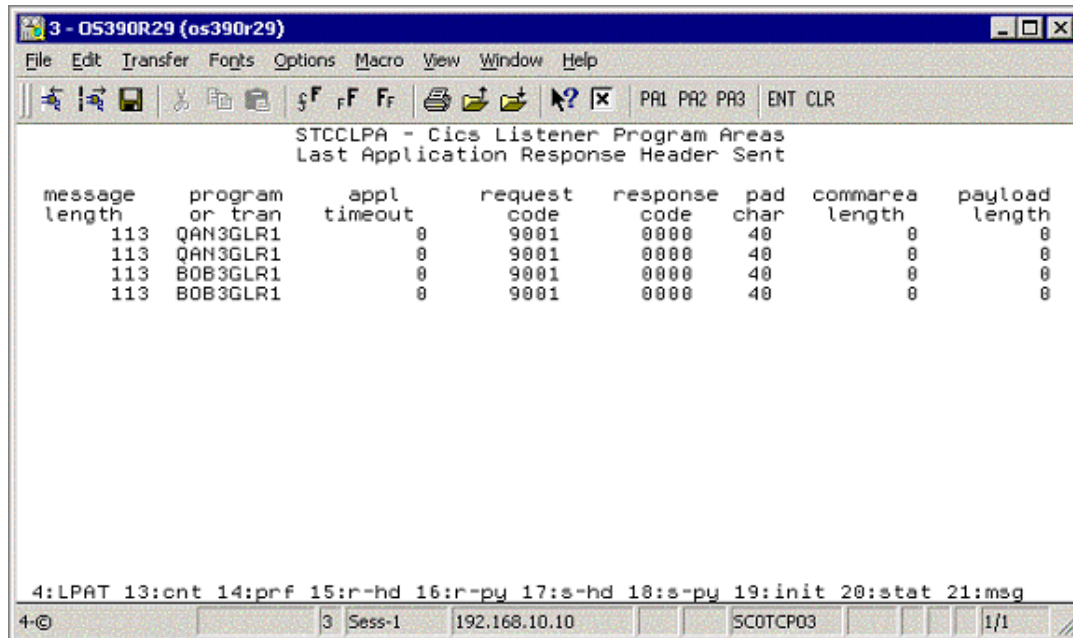 3 - OS390R29 (os390r29)
File Edit Transfer Fonts Options Macro View Window Help
PA1 PA2 PA3 ENT CLR
STCCLPA - Cics Listener Program Areas
Last Application Response Header Sent
message program appl request response pad commarea payload
length or tran timeout code code char length length
113 QAN3GLR1 0 9001 0000 40 0 0
113 QAN3GLR1 0 9001 0000 40 0 0
113 BOB3GLR1 0 9001 0000 40 0 0
113 BOB3GLR1 0 9001 0000 40 0 0
4:LPAT 13:cnt 14:prf 15:r-hd 16:r-py 17:s-hd 18:s-py 19:init 20:stat 21:msg
4-© 3 Sess-1 192.168.10.10 SCOTCP03 1/1